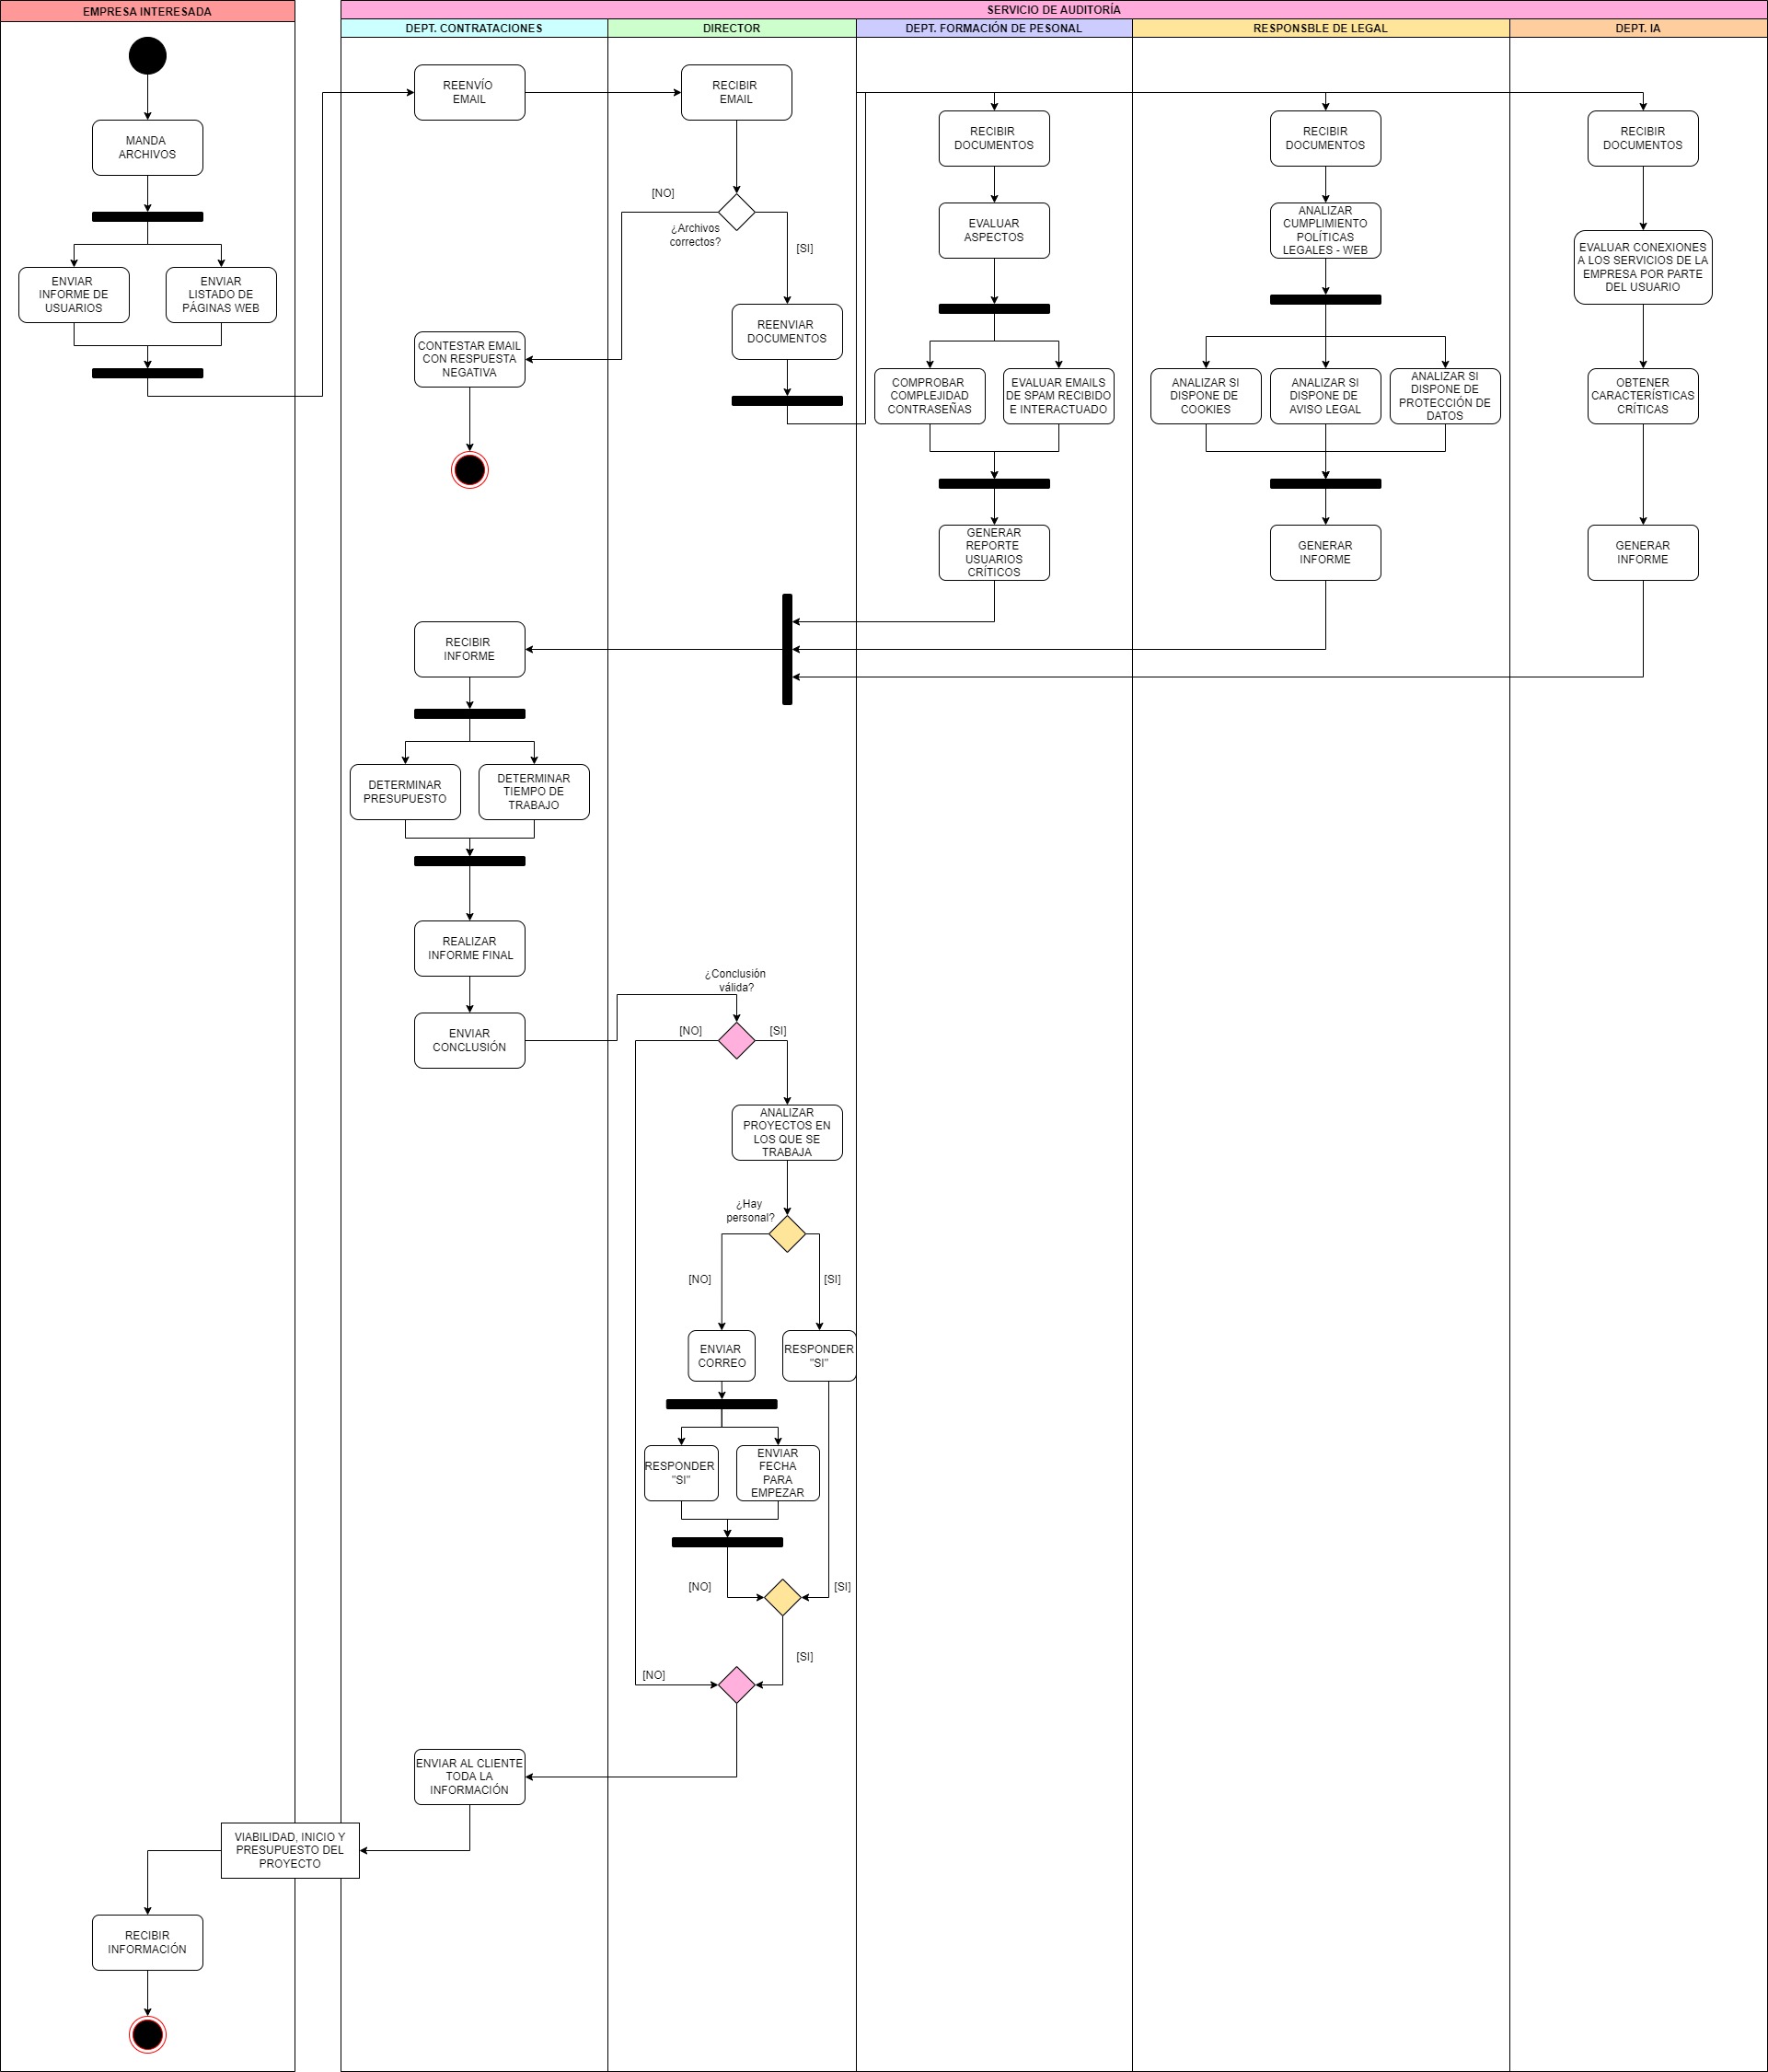 EMPRESA INTERESADA
SERVICIO DE AUDITORÍA
DEPT. CONTRATACIONES
DIRECTOR
DEPT. FORMACIÓN DE PESONAL
RESPONSBLE DE LEGAL
DEPT. IA
MANDA
ARCHIVOS
ENVIAR
INFORME DE
USUARIOS
ENVIAR
LISTADO DE
PÁGINAS WEB
REENVÍO
EMAIL
RECIBIR
EMAIL
[NO]
¿Archivos
correctos?
[SI]
CONTESTAR EMAIL
CON RESPUESTA
NEGATIVA
REENVIAR
DOCUMENTOS
RECIBIR
DOCUMENTOS
EVALUAR
ASPECTOS
COMPROBAR
COMPLEJIDAD
CONTRASEÑAS
EVALUAR EMAILS
DE SPAM RECIBIDO
E INTERACTUADO
GENERAR
REPORTE
USUARIOS
CRÍTICOS
RECIBIR
DOCUMENTOS
ANALIZAR
CUMPLIMIENTO
POLÍTICAS
LEGALES - WEB
ANALIZAR SI
DISPONE DE
COOKIES
ANALIZAR SI
DISPONE DE
AVISO LEGAL
ANALIZAR SI
DISPONE DE
PROTECCIÓN DE
DATOS
GENERAR
INFORME
RECIBIR
DOCUMENTOS
EVALUAR CONEXIONES
A LOS SERVICIOS DE LA
EMPRESA POR PARTE
DEL USUARIO
OBTENER
CARACTERÍSTICAS
CRÍTICAS
GENERAR
INFORME
RECIBIR
INFORME
DETERMINAR
PRESUPUESTO
DETERMINAR
TIEMPO DE
TRABAJO
REALIZAR
INFORME FINAL
ENVIAR
CONCLUSIÓN
¿Conclusión
válida?
[NO]
[SI]
ANALIZAR
PROYECTOS EN
LOS QUE SE
TRABAJA
¿Hay
personal?
[NO]
[SI]
ENVIAR
CORREO
RESPONDER
"SI"
RESPONDER
"SI"
ENVIAR
FECHA
PARA
EMPEZAR
[NO]
[SI]
[SI]
[NO]
ENVIAR AL CLIENTE
TODA LA
INFORMACIÓN
VIABILIDAD, INICIO Y
PRESUPUESTO DEL
PROYECTO
RECIBIR
INFORMACIÓN